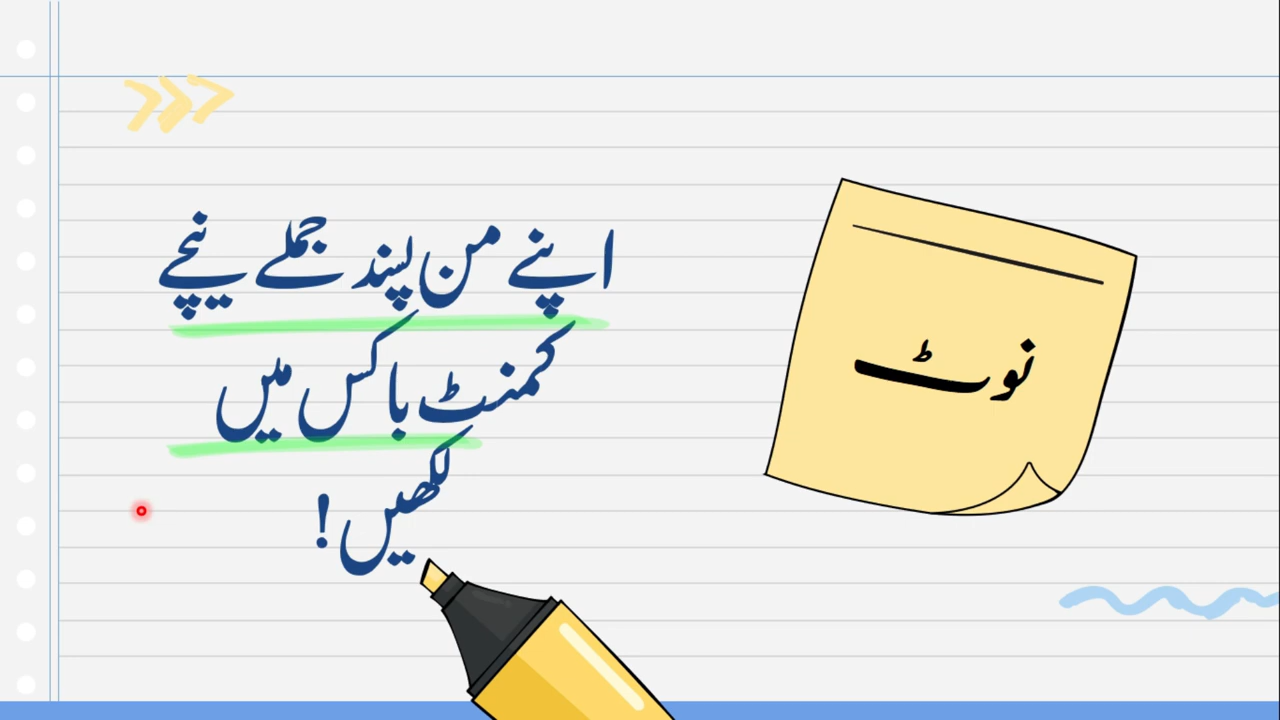 اپنے من پسند جملے نیچے
کمنٹ باکس میں
لکھیں!
نوٹ